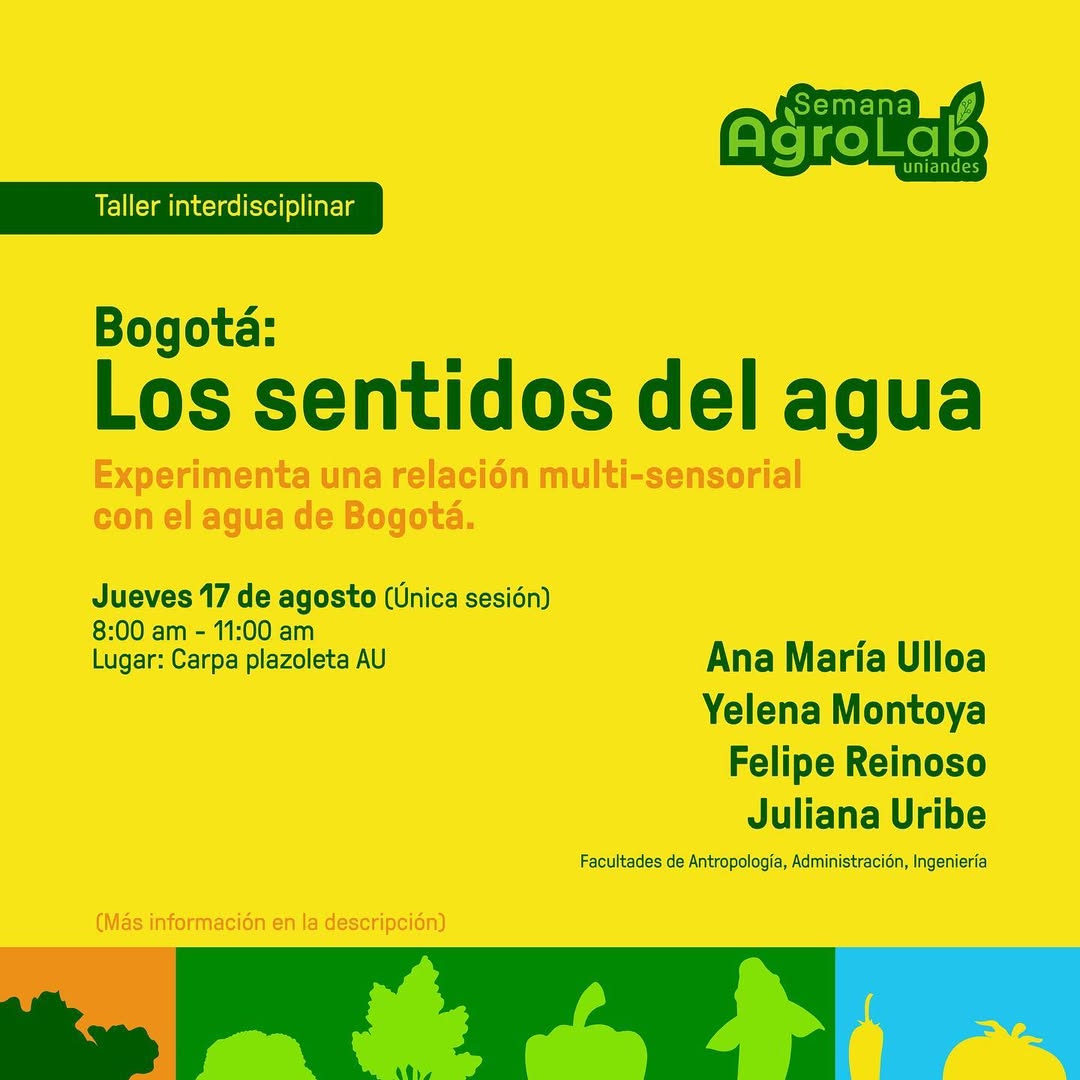 Semana
AgroLab
uniandes
Taller interdisciplinar
Bogotá:
Los sentidos del agua
Experimenta una relación multi-sensorial
con el agua de Bogotá.
Jueves 17 de agosto (Única sesión)
8:00 am - 11:00 am
Lugar: Carpa plazoleta AU
Ana María Ulloa
Yelena Montoya
Felipe Reinoso
Juliana Uribe
Facultades de Antropología, Administración, Ingeniería
(Más información en la descripción)